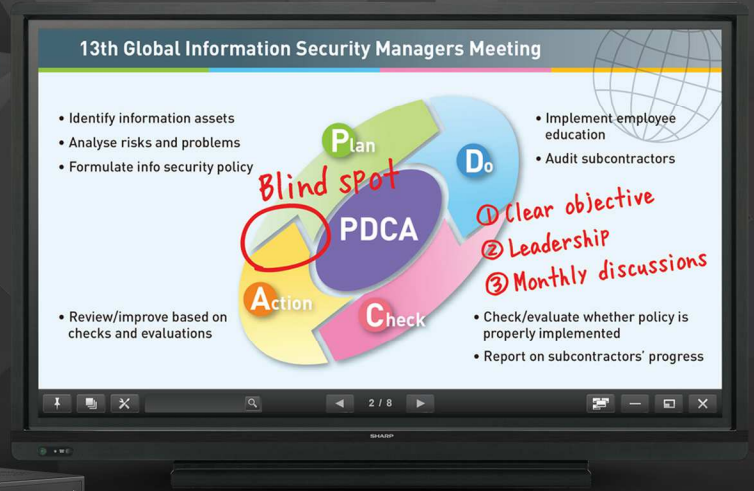 13th Global Information Security Managers Meeting
• Identify information assets
• Analyse risks and problems
• Formulate info security policy
Plan
Do
• Implement employee
education
• Audit subcontractors
Blind spot
PDCA
① Clear objective
② Leadership
③ Monthly discussions
Action
Check
• Review/improve based on
checks and evaluations
• Check/evaluate whether policy is
properly implemented
• Report on subcontractors' progress
2 / 8
SHARP